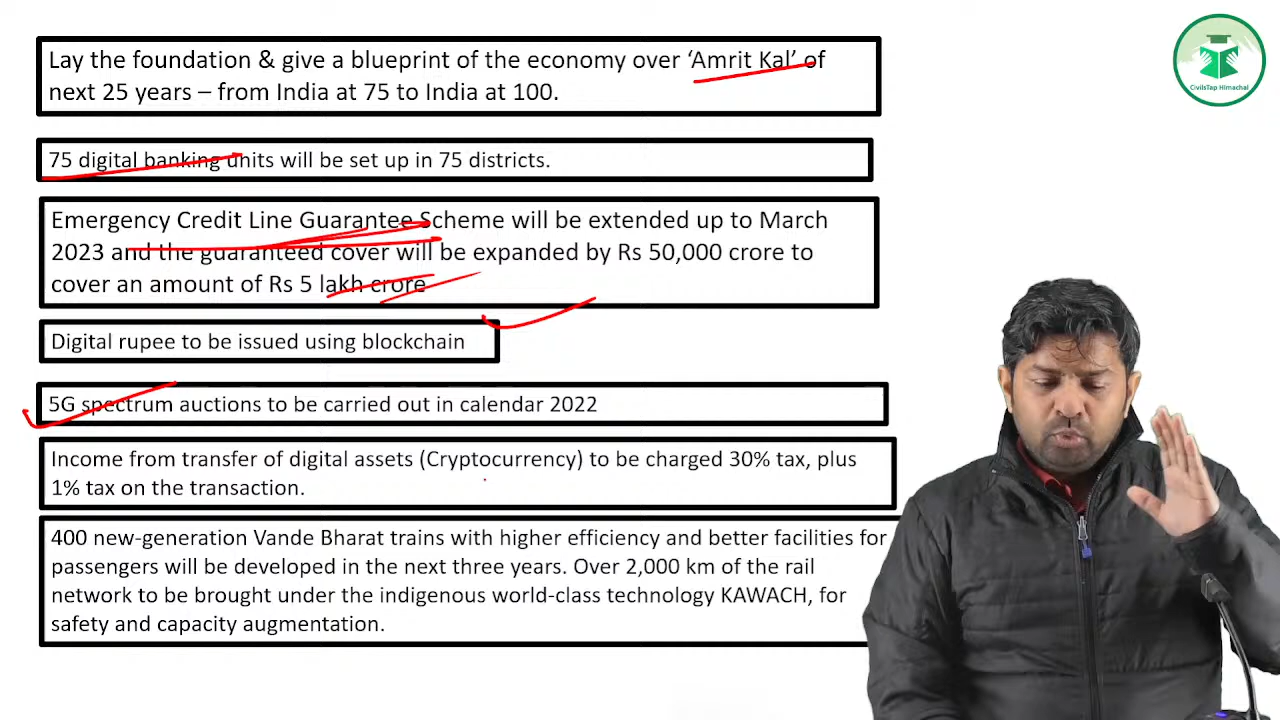 Lay the foundation & give a blueprint of the economy over ‘Amrit Kal’ of
next 25 years – from India at 75 to India at 100.
75 digital banking units will be set up in 75 districts.
Emergency Credit Line Guarantee Scheme will be extended up to March
2023 and the guaranteed cover will be expanded by Rs 50,000 crore to
cover an amount of Rs 5 lakh crore
Digital rupee to be issued using blockchain
5G spectrum auctions to be carried out in calendar 2022
Income from transfer of digital assets (Cryptocurrency) to be charged 30% tax, plus
1% tax on the transaction.
400 new-generation Vande Bharat trains with higher efficiency and better facilities for
passengers will be developed in the next three years. Over 2,000 km of the rail
network to be brought under the indigenous world-class technology KAWACH, for
safety and capacity augmentation.
CivilsTap Himachal